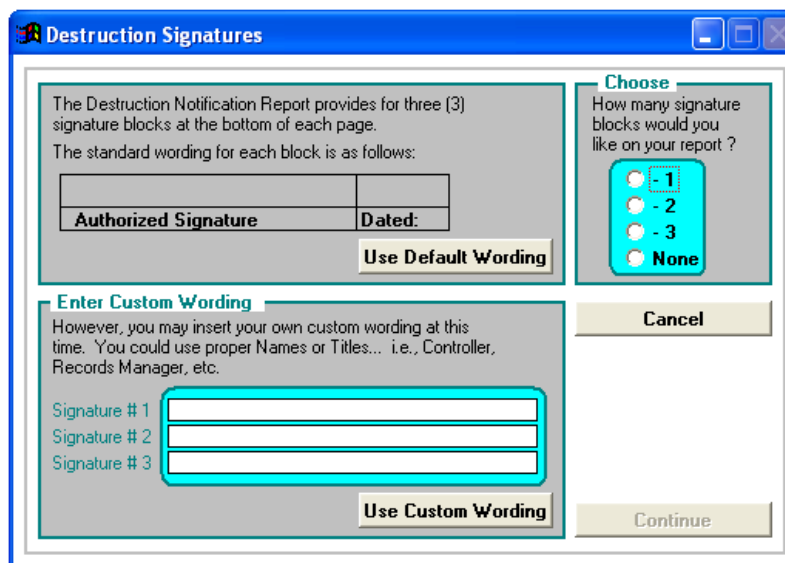 Destruction Signatures
The Destruction Notification Report provides for three (3)
signature blocks at the bottom of each page.
The standard wording for each block is as follows:
Authorized Signature Dated:
Use Default Wording
Choose
How many signature
blocks would you
like on your report ?
- 1
- 2
- 3
None
Enter Custom Wording
However, you may insert your own custom wording at this
time. You could use proper Names or Titles... i.e., Controller,
Records Manager, etc.
Signature # 1
Signature # 2
Signature # 3
Use Custom Wording
Cancel
Continue